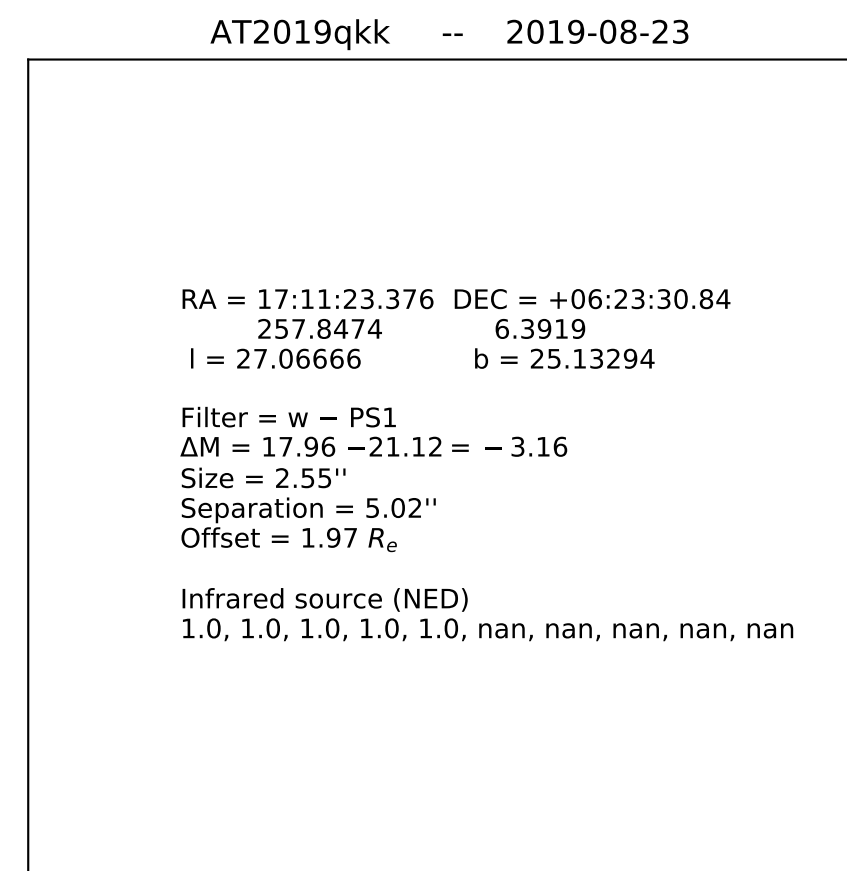 AT2019qkk -- 2019-08-23
RA = 17:11:23.376 DEC = +06:23:30.84
257.8474 6.3919
l = 27.06666 b = 25.13294
Filter = w − PS1
ΔM = 17.96 −21.12 = − 3.16
Size = 2.55''
Separation = 5.02''
Offset = 1.97 Re
Infrared source (NED)
1.0, 1.0, 1.0, 1.0, 1.0, nan, nan, nan, nan, nan